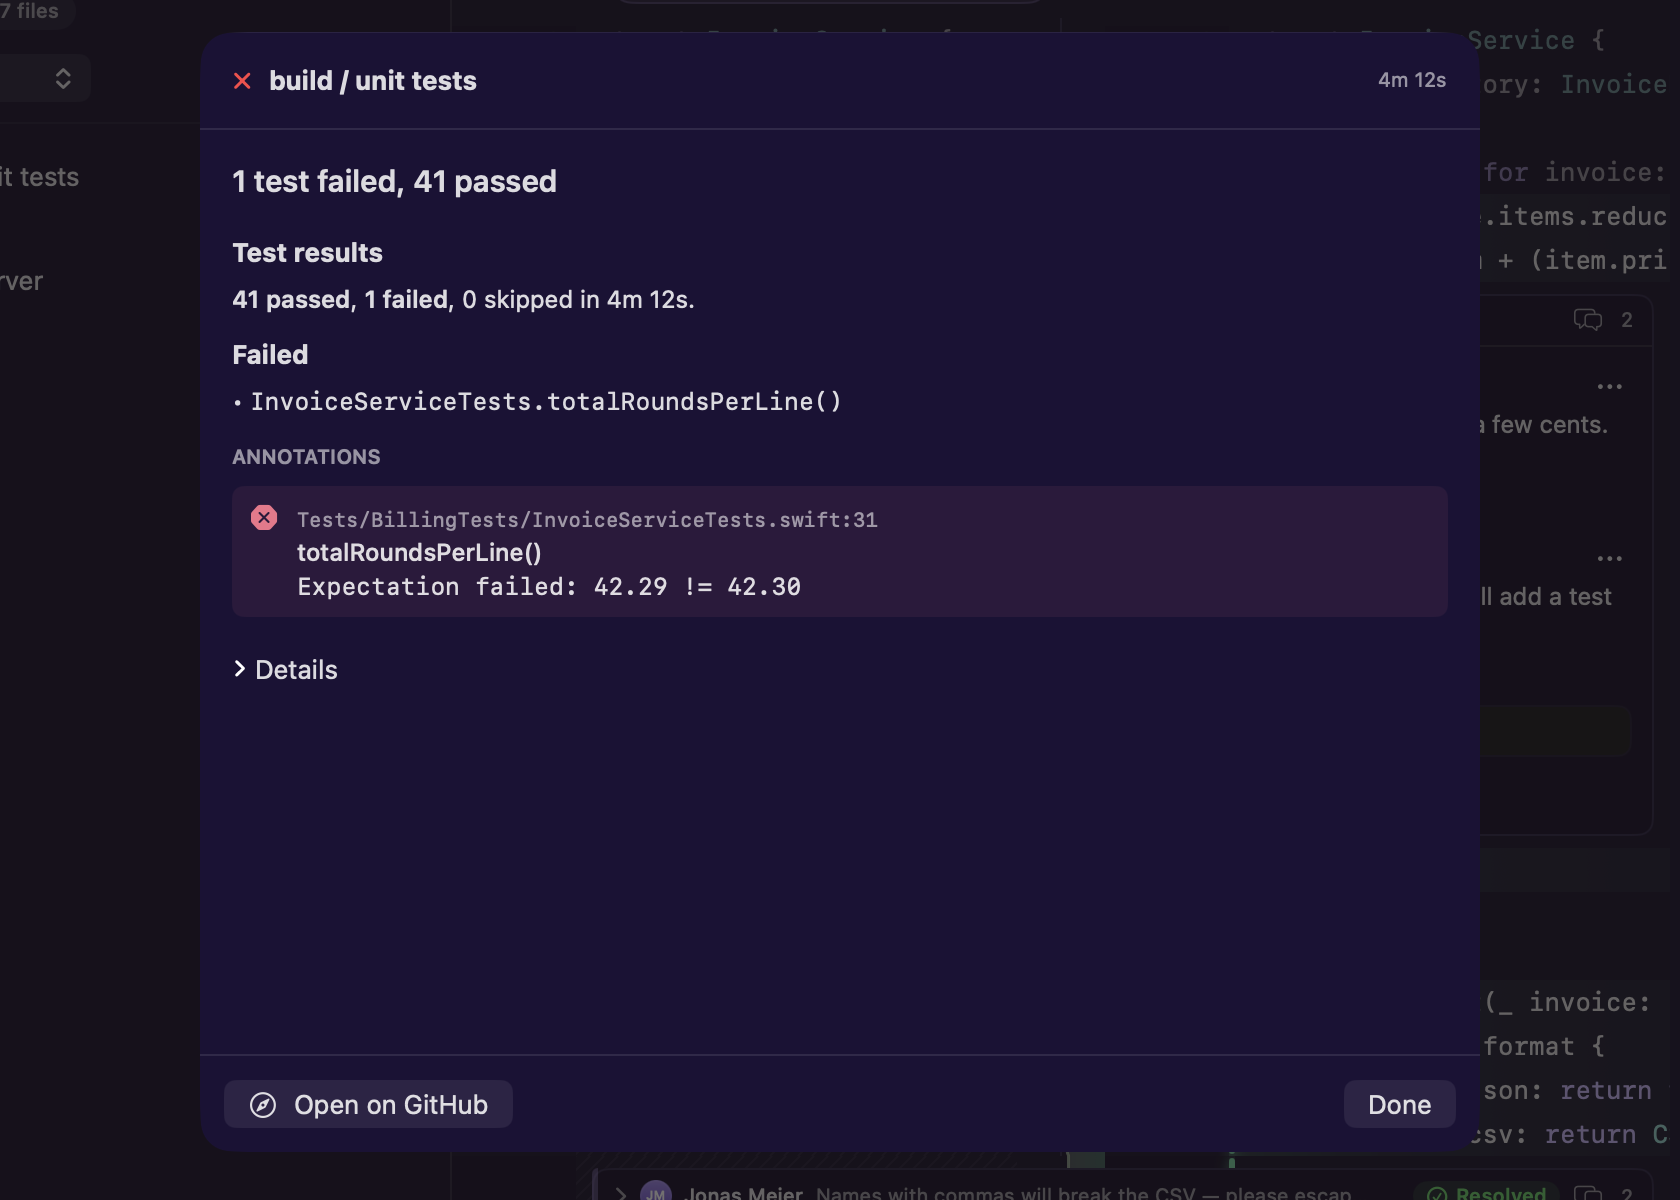 7 files
build / unit tests
4m 12s
1 test failed, 41 passed
Test results
41 passed, 1 failed, 0 skipped in 4m 12s.
Failed
• InvoiceServiceTests.totalRoundsPerLine()
ANNOTATIONS
Tests/BillingTests/InvoiceServiceTests.swift:31
totalRoundsPerLine()
Expectation failed: 42.29 != 42.30
Details
Open on GitHub
Done
tests
Service {
ory: Invoice
for invoice:
.items.reduc
+ (item.pri
2
...
few cents.
...
add a test
(_ invoice:
format {
son: return
csv: return C
JM Jonas Meier Names with commas will break the CSV — please escap
Resolved 2